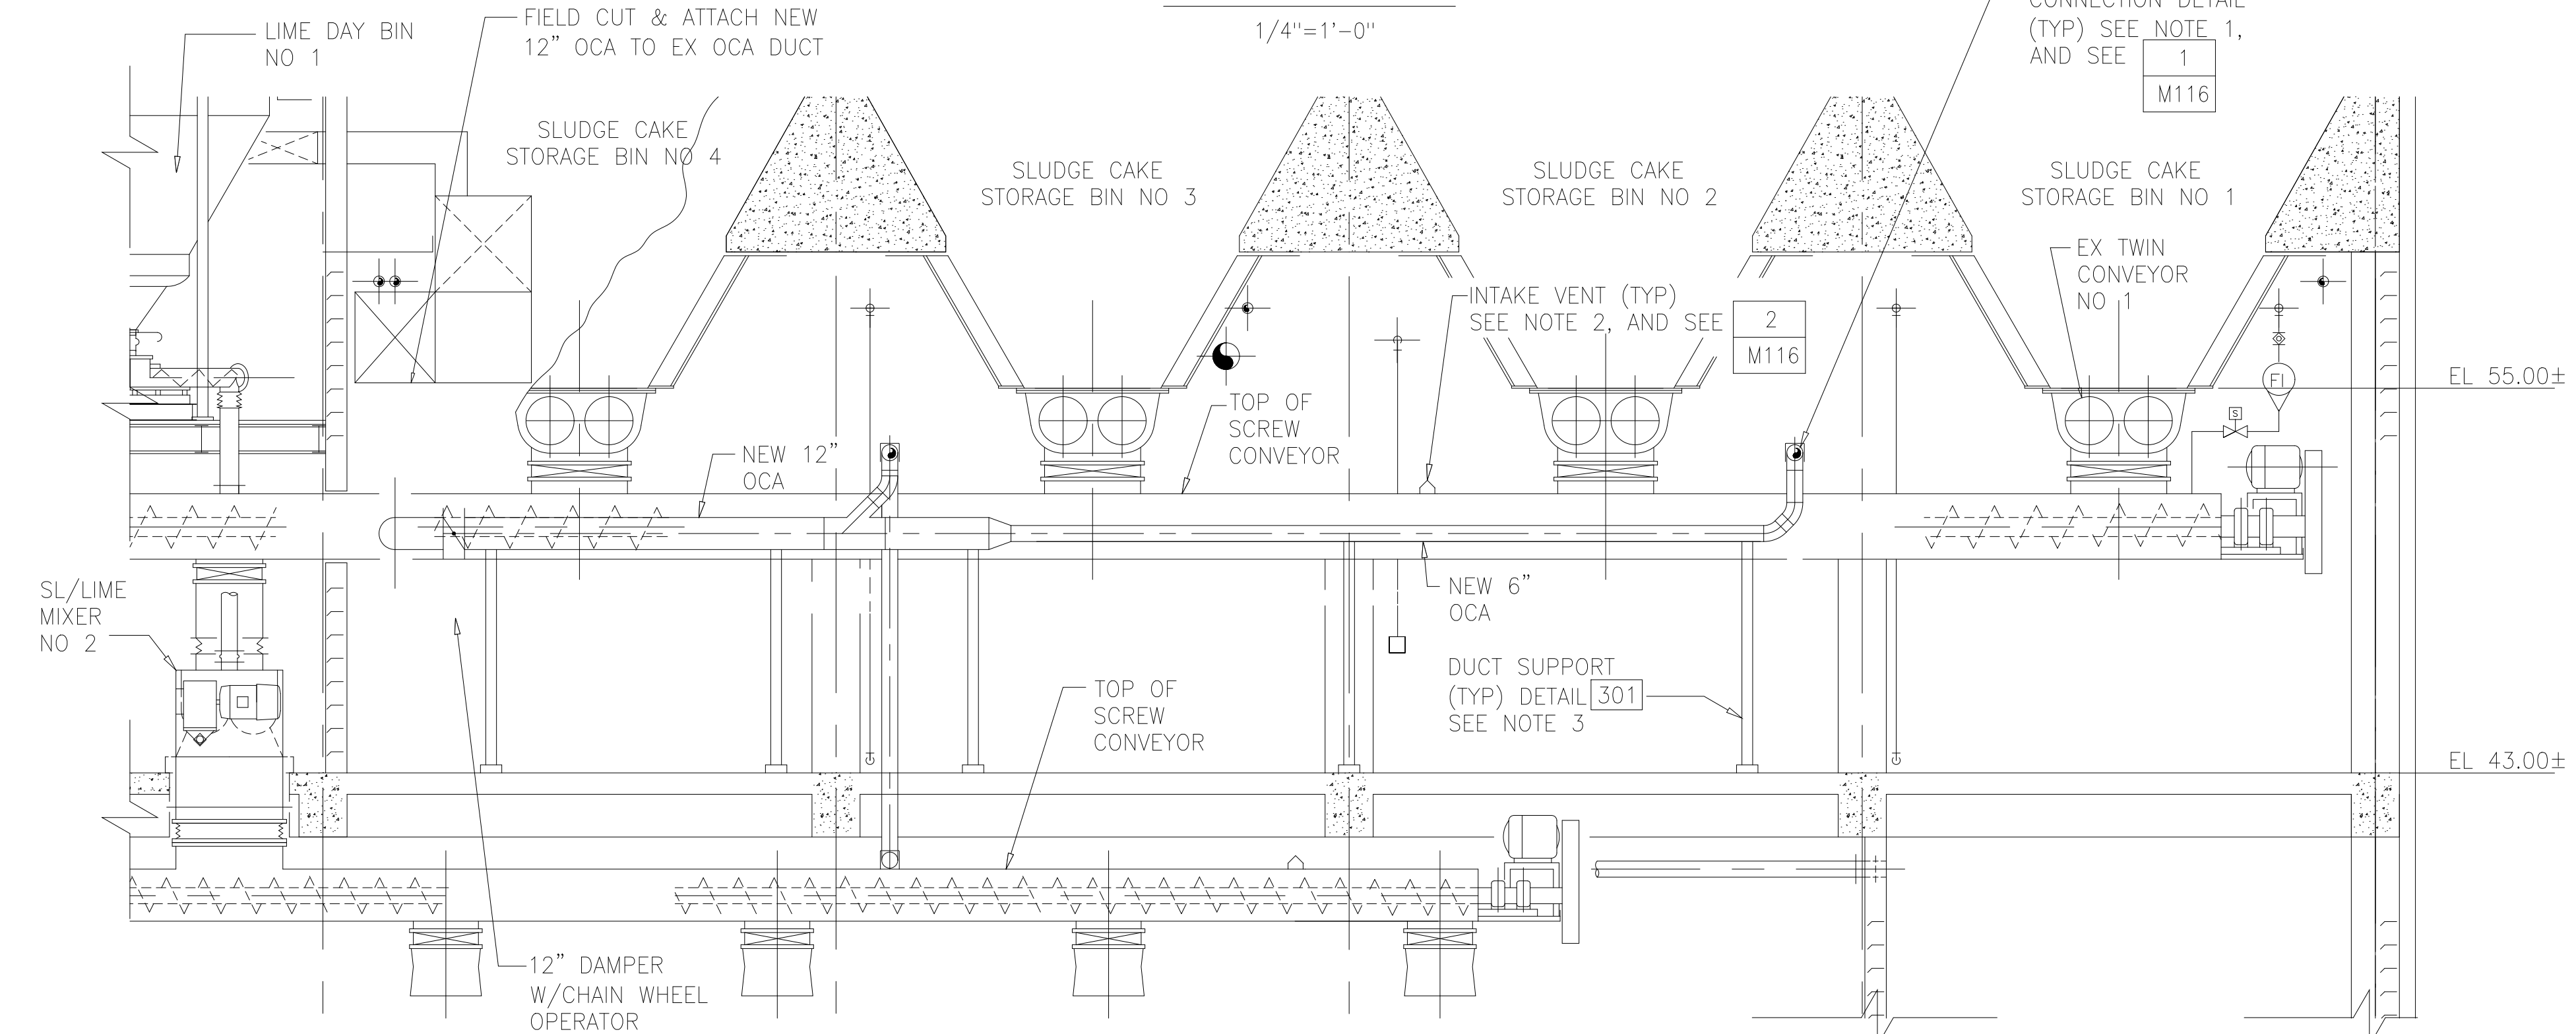 LIME DAY BIN
NO 1
FIELD CUT & ATTACH NEW
12" OCA TO EX OCA DUCT
1/4"=1'-0"
CONNECTION DETAIL
(TYP) SEE NOTE 1,
AND SEE
1
M116
SLUDGE CAKE
STORAGE BIN NO 4
SLUDGE CAKE
STORAGE BIN NO 3
SLUDGE CAKE
STORAGE BIN NO 2
SLUDGE CAKE
STORAGE BIN NO 1
EX TWIN
CONVEYOR
NO 1
INTAKE VENT (TYP)
SEE NOTE 2, AND SEE
2
M116
FI
EL 55.00±
S
TOP OF
SCREW
CONVEYOR
NEW 12"
OCA
NEW 6"
OCA
SL/LIME
MIXER
NO 2
DUCT SUPPORT
(TYP) DETAIL 301
SEE NOTE 3
TOP OF
SCREW
CONVEYOR
EL 43.00±
12" DAMPER
W/CHAIN WHEEL
OPERATOR